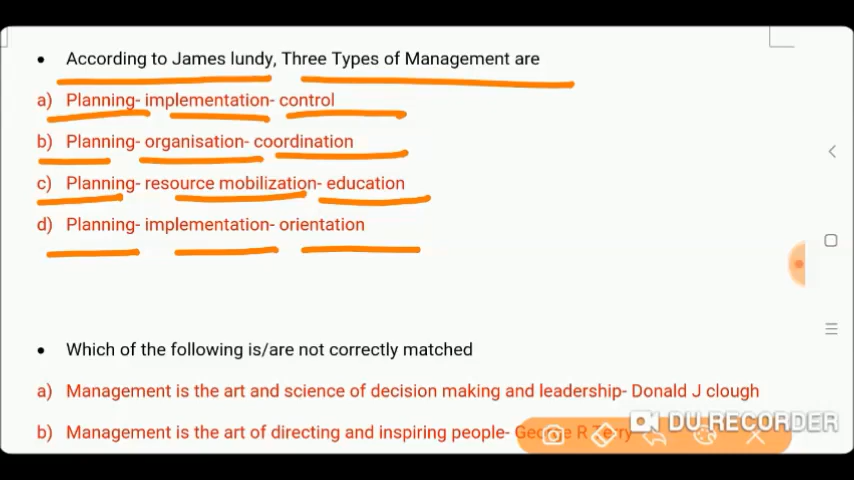 • According to James lundy, Three Types of Management are
a) Planning- implementation- control
b) Planning- organisation- coordination
c) Planning- resource mobilization- education
d) Planning- implementation- orientation
• Which of the following is/are not correctly matched
a) Management is the art and science of decision making and leadership- Donald J clough
b) Management is the art of directing and inspiring people- George R Terry
DU RECORDER